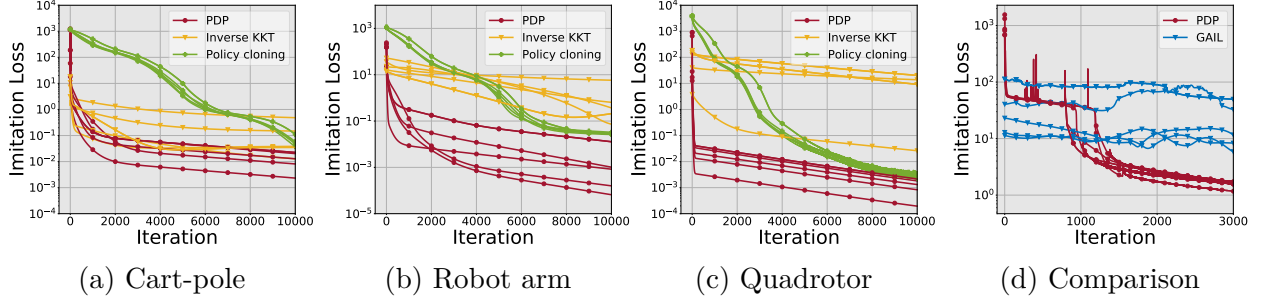 Imitation Loss
10^4
10^3
10^2
10^1
10^0
10^-1
10^-2
10^-3
10^-4
PDP
Inverse KKT
Policy cloning
0 2000 4000 6000 8000 10000
Iteration
(a) Cart-pole
Imitation Loss
10^3
10^1
10^-1
10^-3
10^-5
PDP
Inverse KKT
Policy cloning
0 2000 4000 6000 8000 10000
Iteration
(b) Robot arm
Imitation Loss
10^4
10^3
10^2
10^1
10^0
10^-1
10^-2
10^-3
10^-4
PDP
Inverse KKT
Policy cloning
0 2000 4000 6000 8000 10000
Iteration
(c) Quadrotor
Imitation Loss
10^3
10^2
10^1
10^0
PDP
GAIL
0 1000 2000 3000
Iteration
(d) Comparison